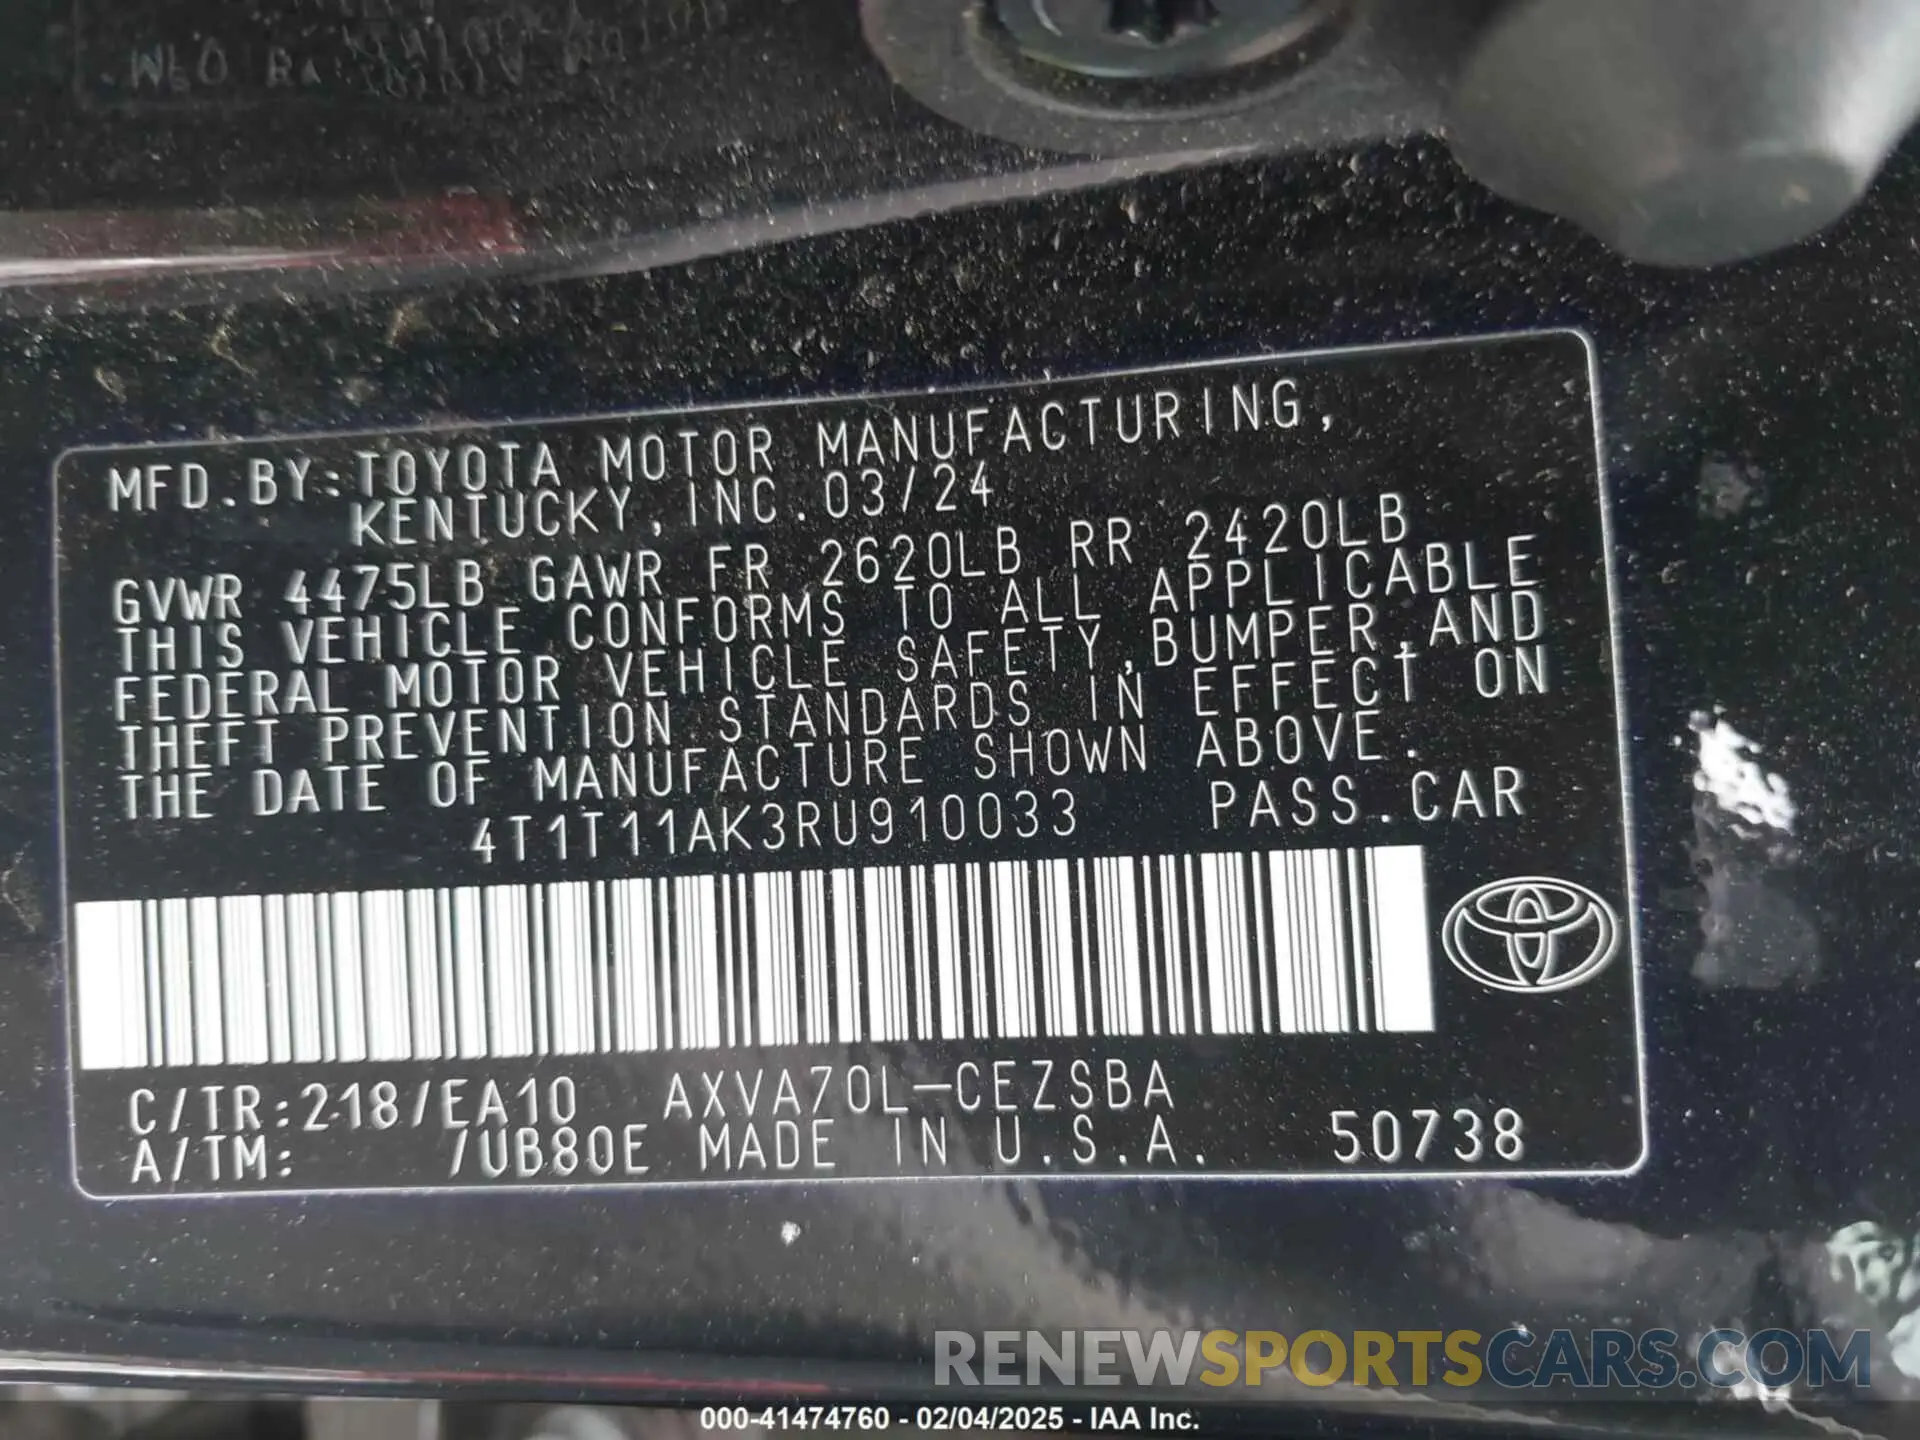 MFD.BY:TOYOTA MOTOR MANUFACTURING,
KENTUCKY, INC. 03/24
GVWR 4475LB GAWR FR 2620LB RR 2420LB
THIS VEHICLE CONFORMS TO ALL APPLICABLE
FEDERAL MOTOR VEHICLE SAFETY,BUMPER,AND
THEFT PREVENTION STANDARDS IN EFFECT ON
THE DATE OF MANUFACTURE SHOWN ABOVE.
4T1T11AK3RU910033 PASS.CAR
C/TR:218/EA10 AXVA70L-CEZSBA
A/TM: /UB80E MADE IN U.S.A. 50738
RENEWSPORTSCARS.COM
000-41474760 - 02/04/2025 - IAA Inc.